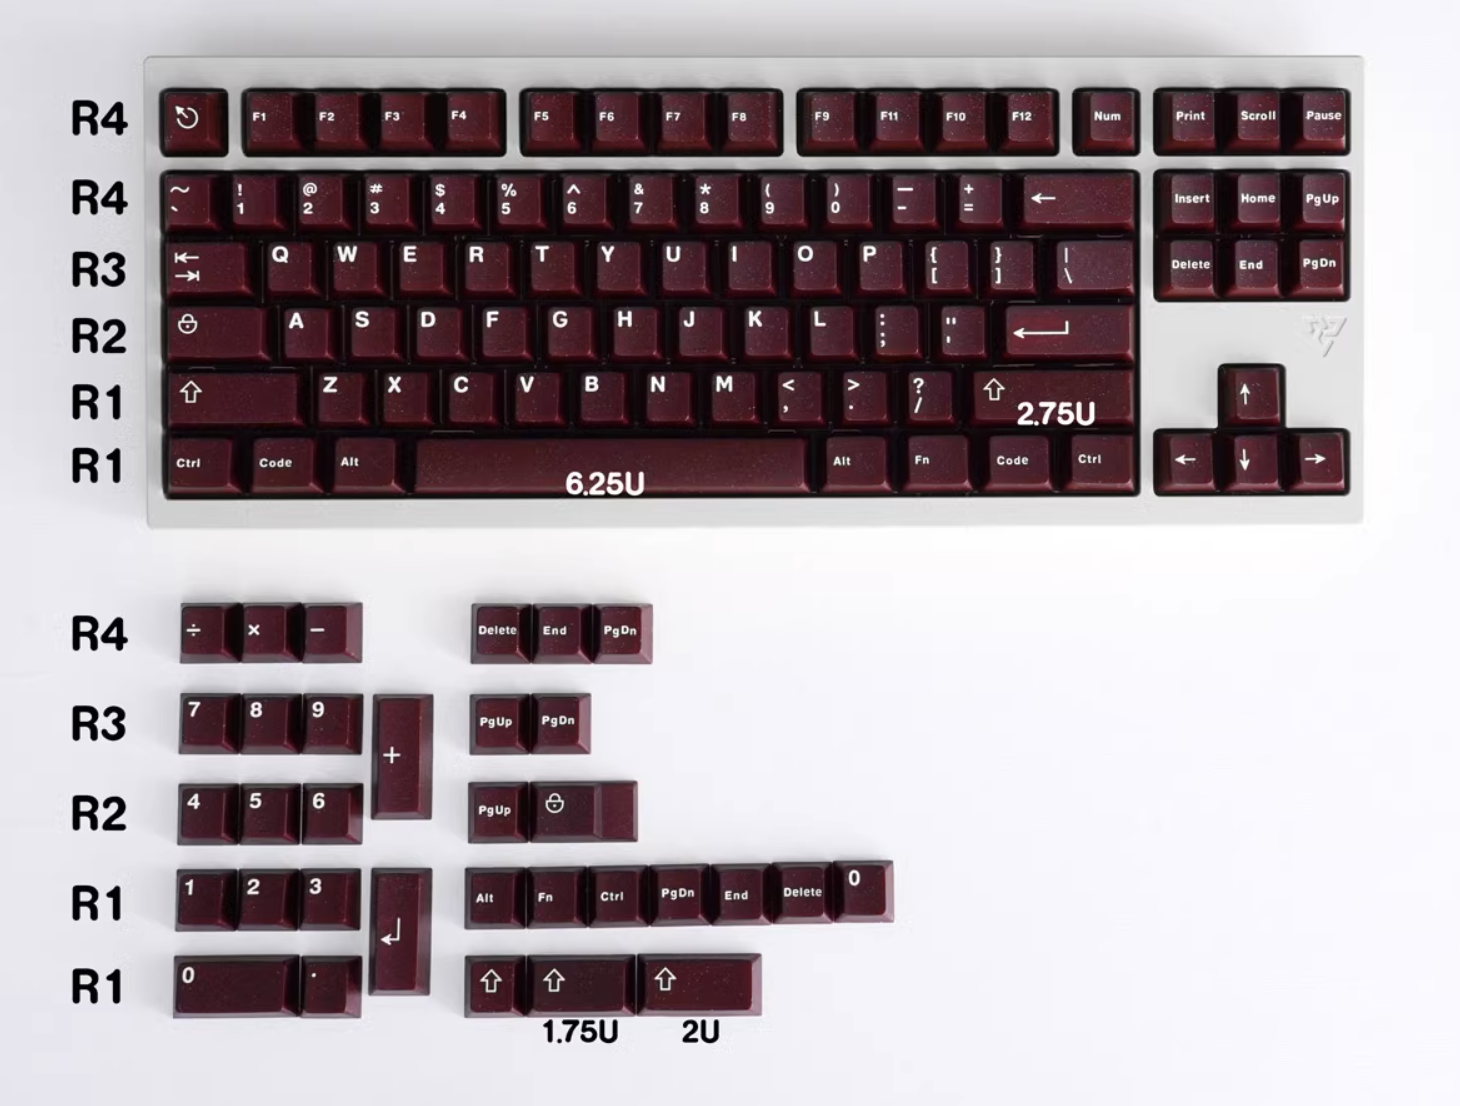 R4 F1 F2 F3 F4 F5 F6 F7 F8 F9 F11 F10 F12 Num Print Scroll Pause
R4 ~ ` ! 1 @ 2 # 3 $ 4 % 5 ^ 6 & 7 * 8 ( 9 ) 0 — - + = ← Insert Home PgUp
R3 Q W E R T Y U I O P { [ } ] | \ Delete End PgDn
R2 A S D F G H J K L : ; " ' ↵
R1 ⇧ Z X C V B N M < , > . ? / ⇧ 2.75U ↑
R1 Ctrl Code Alt 6.25U Alt Fn Code Ctrl ← ↓ →
R4 ÷ × − Delete End PgDn
R3 7 8 9 + PgUp PgDn
R2 4 5 6 PgUp
R1 1 2 3 ↵ Alt Fn Ctrl PgDn End Delete 0
R1 0 . ⇧ ⇧ ⇧
1.75U 2U